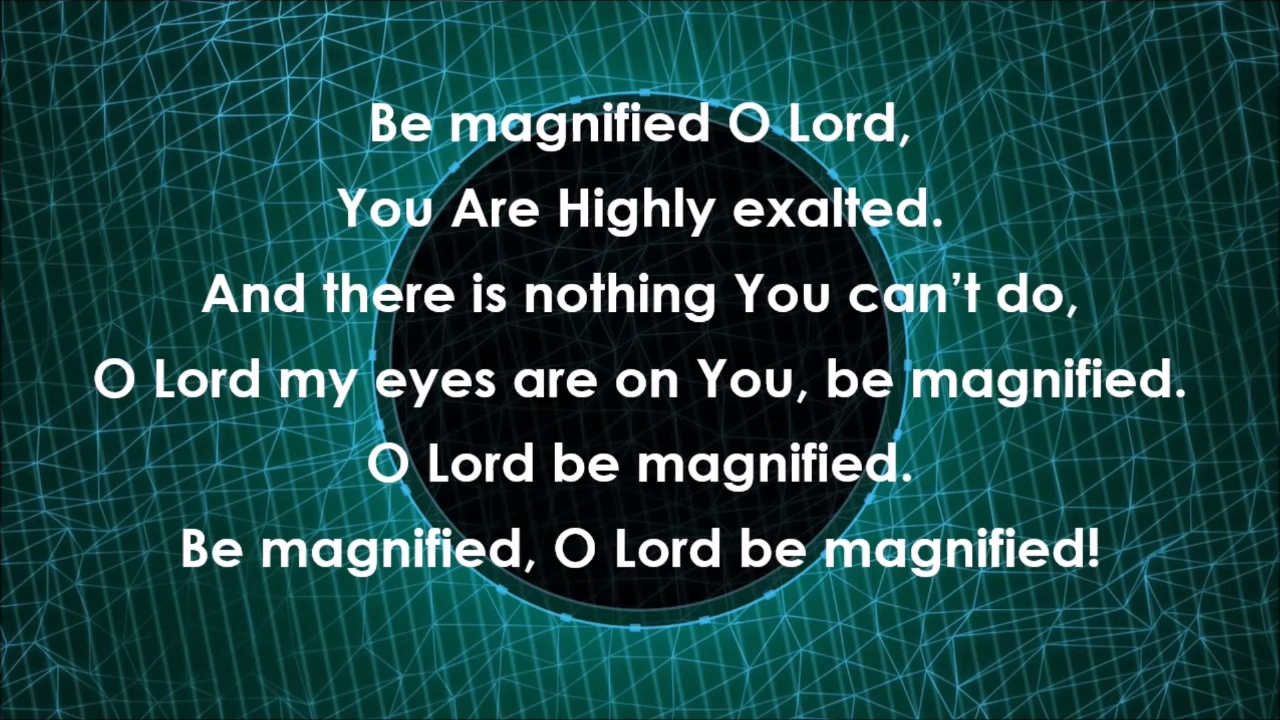 Be magnified O Lord,
You Are Highly exalted.
And there is nothing You can’t do,
O Lord my eyes are on You, be magnified.
O Lord be magnified.
Be magnified, O Lord be magnified!